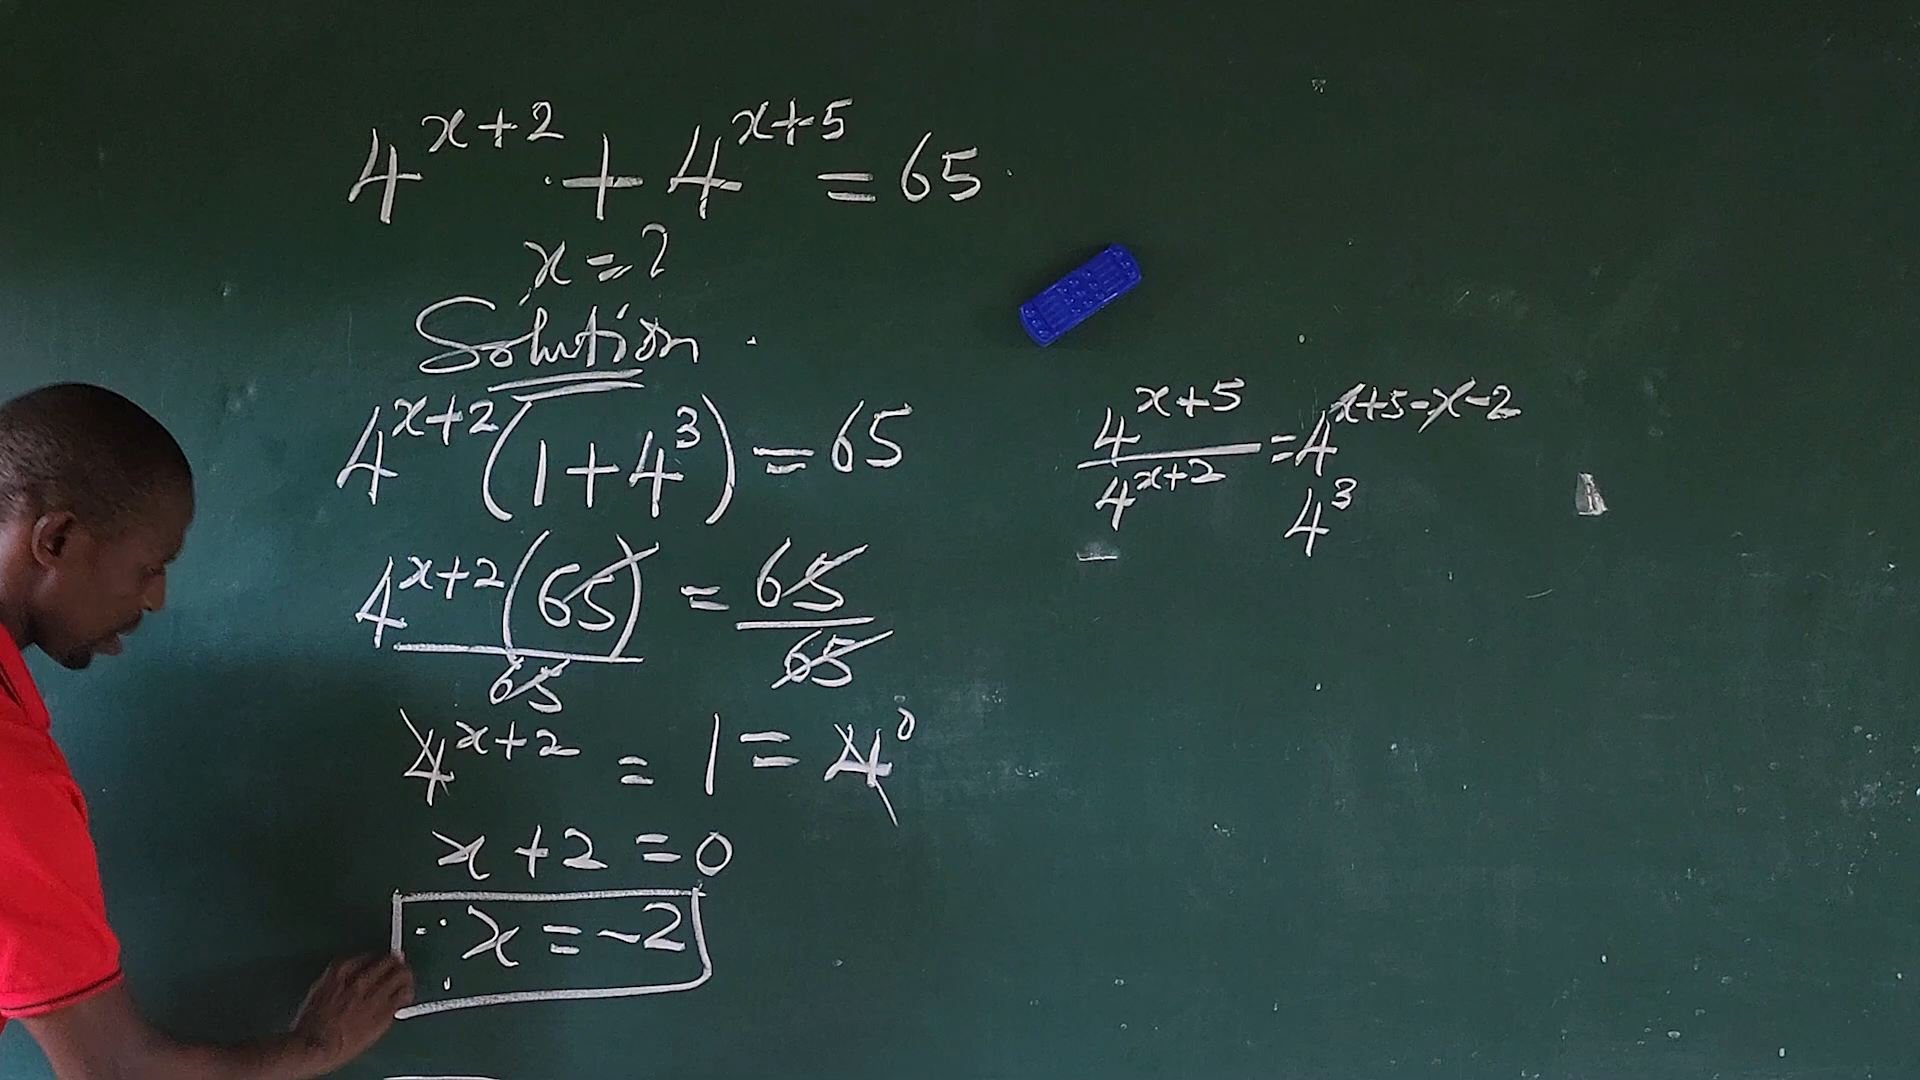 4^{x+2} + 4^{x+5} = 65
x = ?
Solution
4^{x+2}(1+4^3) = 65
4^{x+2}(65)/65 = 65/65
4^{x+2} = 1 = 4^0
x + 2 = 0
∴ x = -2
4^{x+5}/4^{x+2} = 4^{x+5-x-2}
4^3